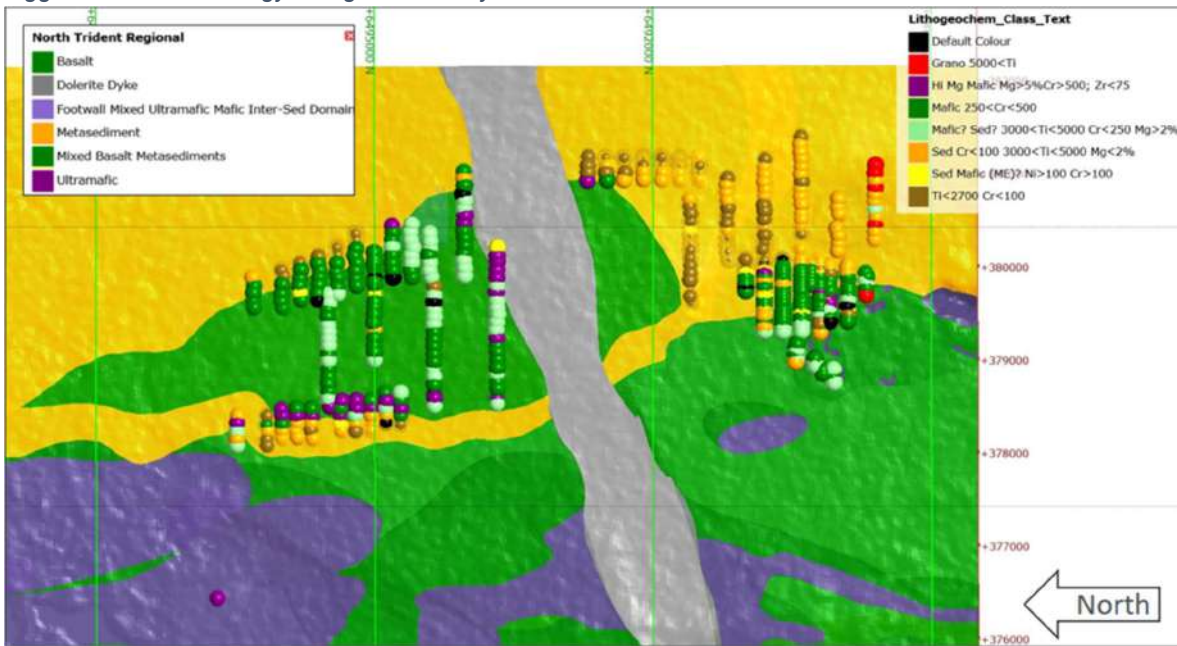 North Trident Regional
Basalt
Dolerite Dyke
Footwall Mixed Ultramafic Mafic Inter-Sed Domain
Metasediment
Mixed Basalt Metasediments
Ultramafic
+6495000 N
+6492000 N
Lithogeochem_Class_Text
Default Colour
Grano 5000<Ti
Hi Mg Mafic Mg>5%Cr>500; Zr<75
Mafic 250<Cr<500
Mafic? Sed? 3000<Ti<5000 Cr<250 Mg>2%
Sed Cr<100 3000<Ti<5000 Mg<2%
Sed Mafic (ME)? Ni>100 Cr>100
Ti<2700 Cr<100
+380000
+379000
+378000
+377000
+376000
North